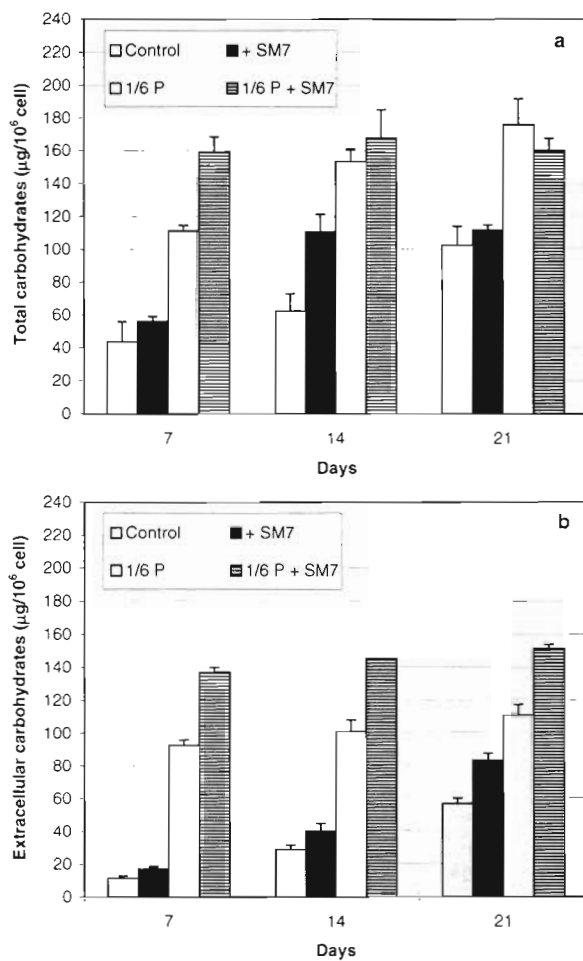 a
240
220
200
180
160
140
120
100
80
60
40
20
0
Total carbohydrates (µg/10⁶ cell)
Control + SM7
1/6 P 1/6 P + SM7
7 14 21
Days
b
240
220
200
180
160
140
120
100
80
60
40
20
0
Extracellular carbohydrates (µg/10⁶ cell)
Control + SM7
1/6 P 1/6 P + SM7
7 14 21
Days